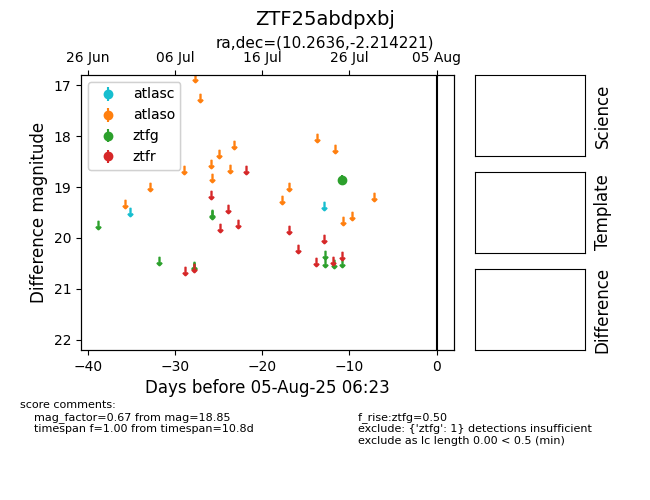 ZTF25abdpxbj
ra,dec=(10.2636,-2.214221)
26 Jun 06 Jul 16 Jul 26 Jul 05 Aug
atlasc
atlaso
ztfg
ztfr
17
18
19
20
21
22
Difference magnitude
−40 −30 −20 −10 0
Days before 05-Aug-25 06:23
Science
Template
Difference
score comments:
mag_factor=0.67 from mag=18.85
timespan f=1.00 from timespan=10.8d
f_rise:ztfg=0.50
exclude: {'ztfg': 1} detections insufficient
exclude as lc length 0.00 < 0.5 (min)